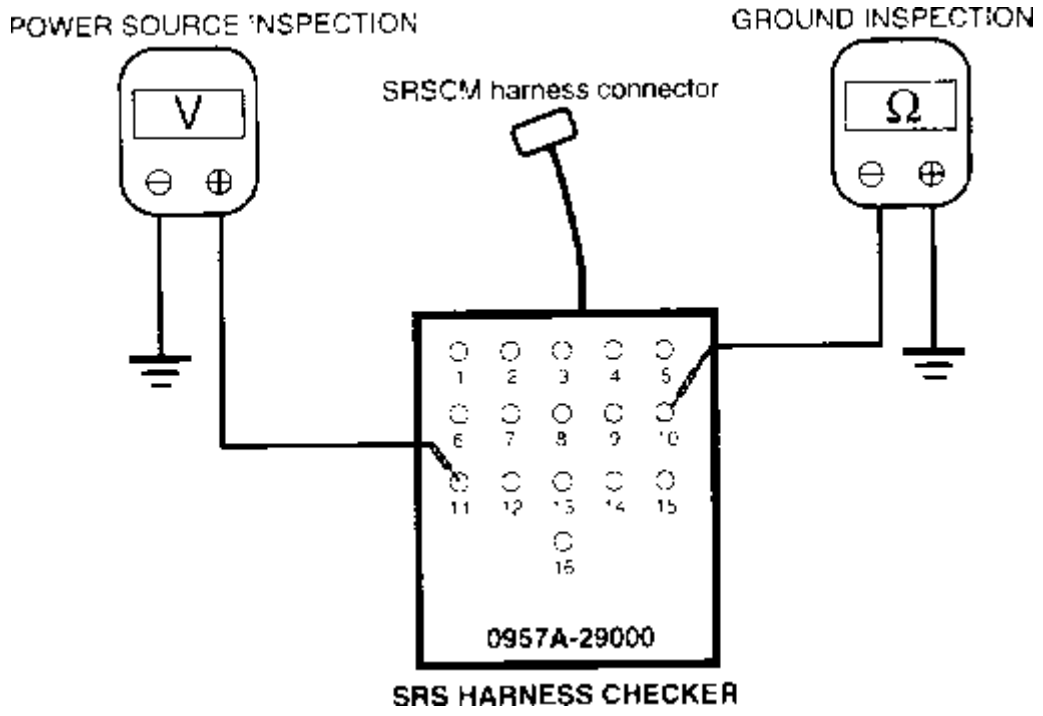 POWER SOURCE INSPECTION
GROUND INSPECTION
SRSCM harness connector
V
Ω
⊖ ⊕
⊖ ⊕
1 2 3 4 5
6 7 8 9 10
11 12 13 14 15
16
0957A-29000
SRS HARNESS CHECKER